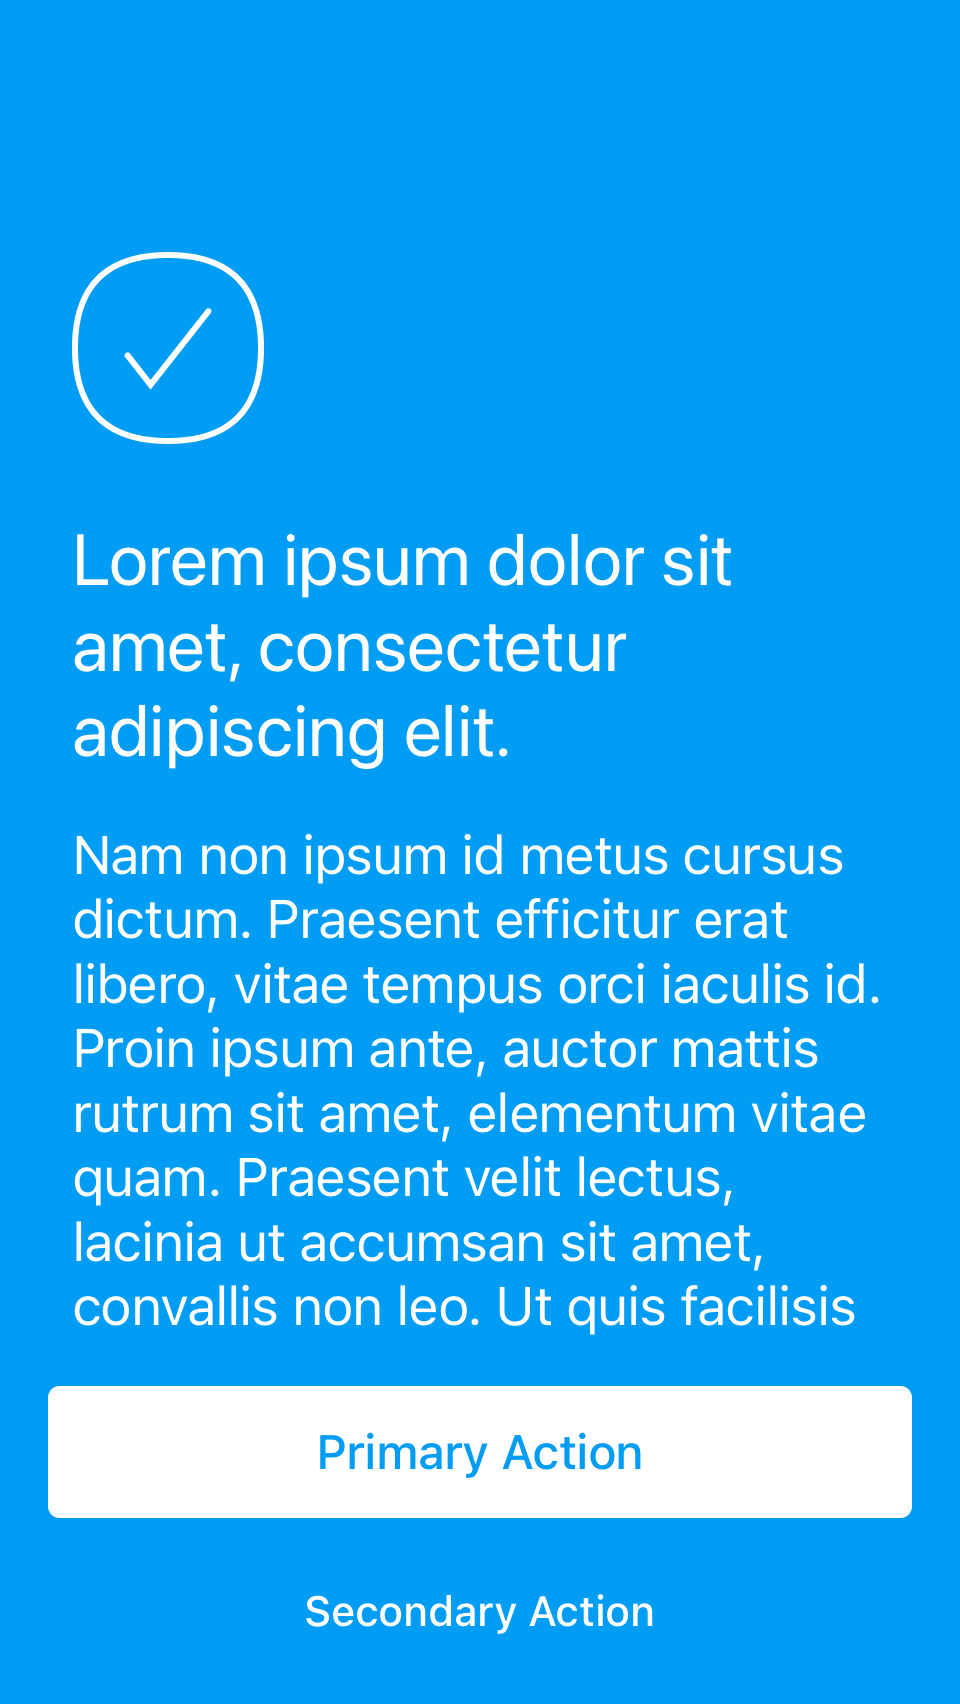 Lorem ipsum dolor sit
amet, consectetur
adipiscing elit.
Nam non ipsum id metus cursus
dictum. Praesent efficitur erat
libero, vitae tempus orci iaculis id.
Proin ipsum ante, auctor mattis
rutrum sit amet, elementum vitae
quam. Praesent velit lectus,
lacinia ut accumsan sit amet,
convallis non leo. Ut quis facilisis
Primary Action
Secondary Action